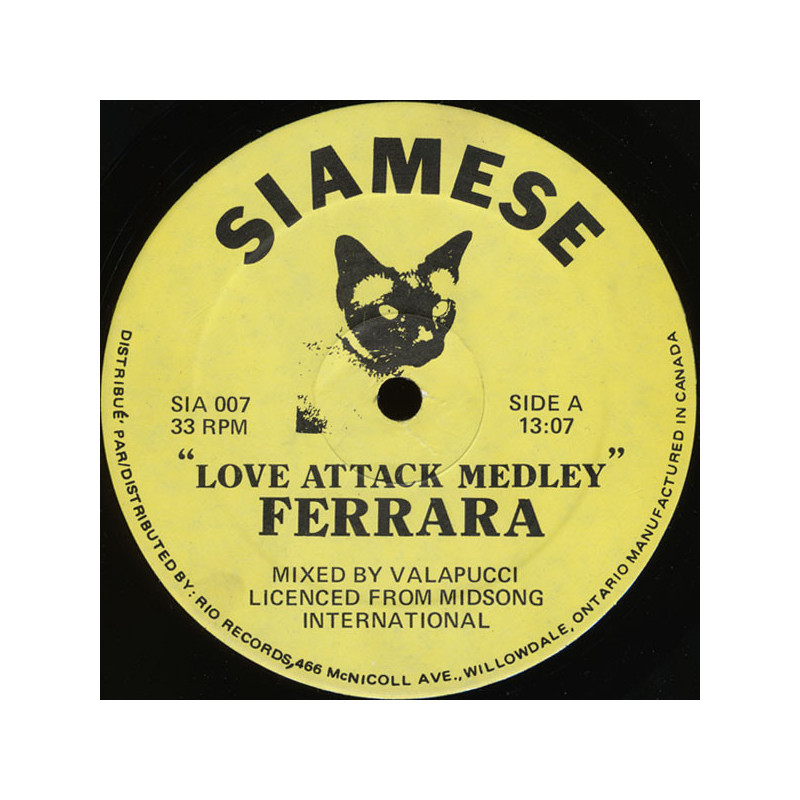 SIAMESE
SIA 007
33 RPM
SIDE A
13:07
"LOVE ATTACK MEDLEY"
FERRARA
MIXED BY VALAPUCCI
LICENCED FROM MIDSONG
INTERNATIONAL
DISTRIBUÉ PAR/DISTRIBUTED BY: RIO RECORDS, 466 McNICOLL AVE., WILLOWDALE, ONTARIO MANUFACTURED IN CANADA